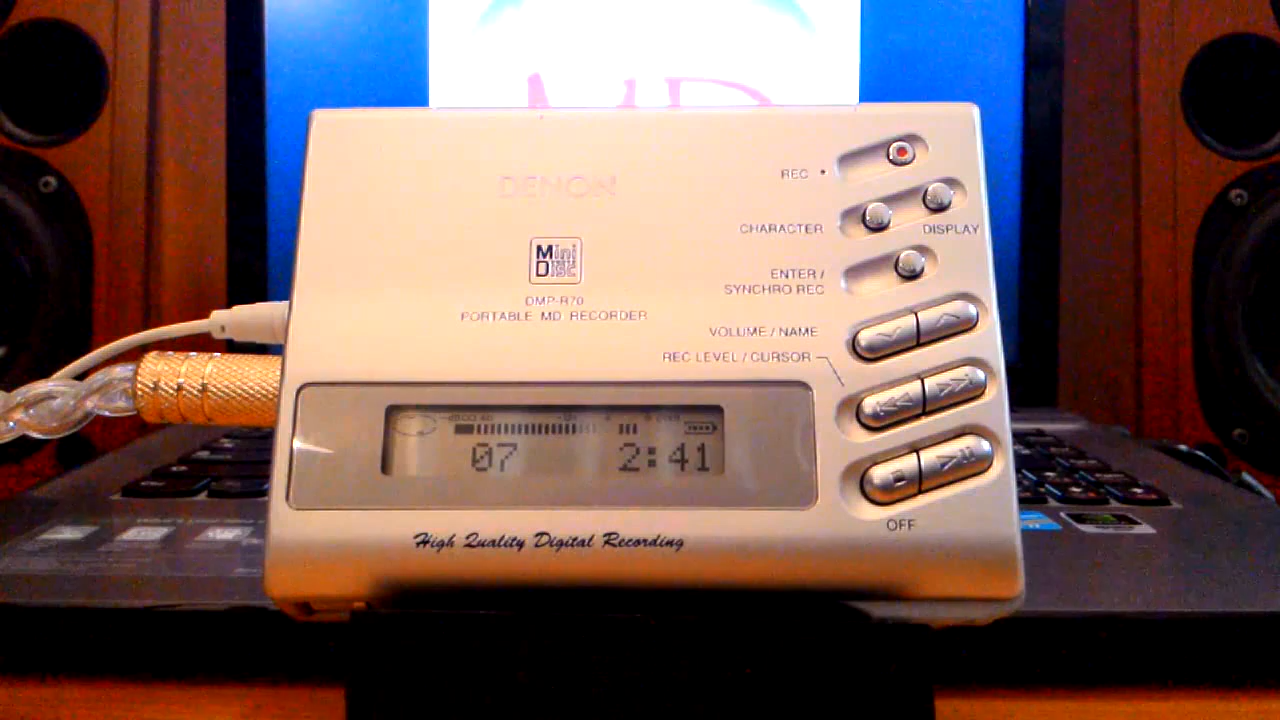 MD
DENON
REC
CHARACTER
DISPLAY
Mini
Disc
ENTER /
SYNCHRO REC
DMP-R70
PORTABLE MD RECORDER
VOLUME / NAME
REC LEVEL / CURSOR
07 2:41
OFF
High Quality Digital Recording